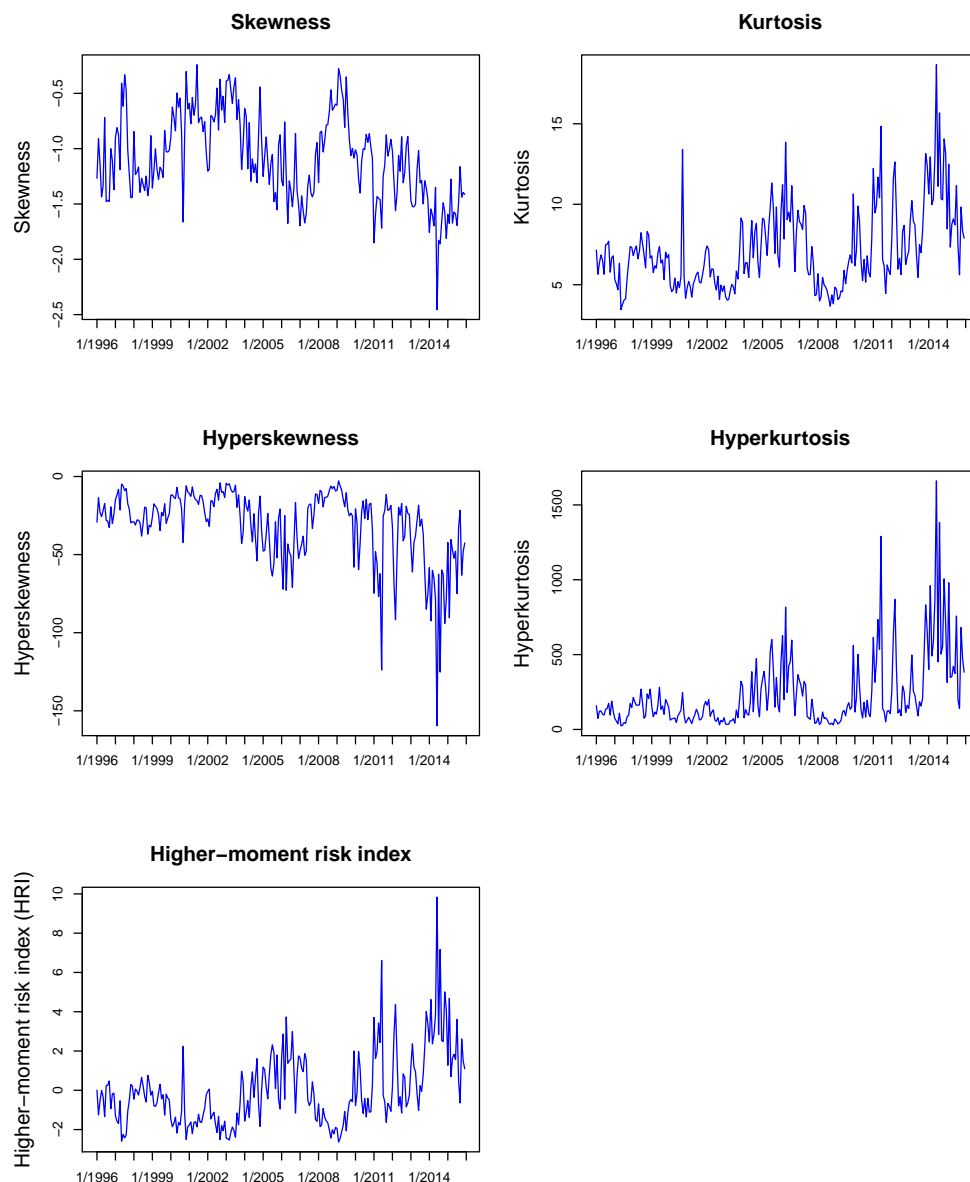 Skewness
Skewness
−0.5
−1.0
−1.5
−2.0
−2.5
1/1996 1/1999 1/2002 1/2005 1/2008 1/2011 1/2014
Kurtosis
Kurtosis
15
10
5
1/1996 1/1999 1/2002 1/2005 1/2008 1/2011 1/2014
Hyperskewness
Hyperskewness
0
−50
−100
−150
1/1996 1/1999 1/2002 1/2005 1/2008 1/2011 1/2014
Hyperkurtosis
Hyperkurtosis
1500
1000
500
0
1/1996 1/1999 1/2002 1/2005 1/2008 1/2011 1/2014
Higher−moment risk index
Higher−moment risk index (HRI)
10
8
6
4
2
0
−2
1/1996 1/1999 1/2002 1/2005 1/2008 1/2011 1/2014